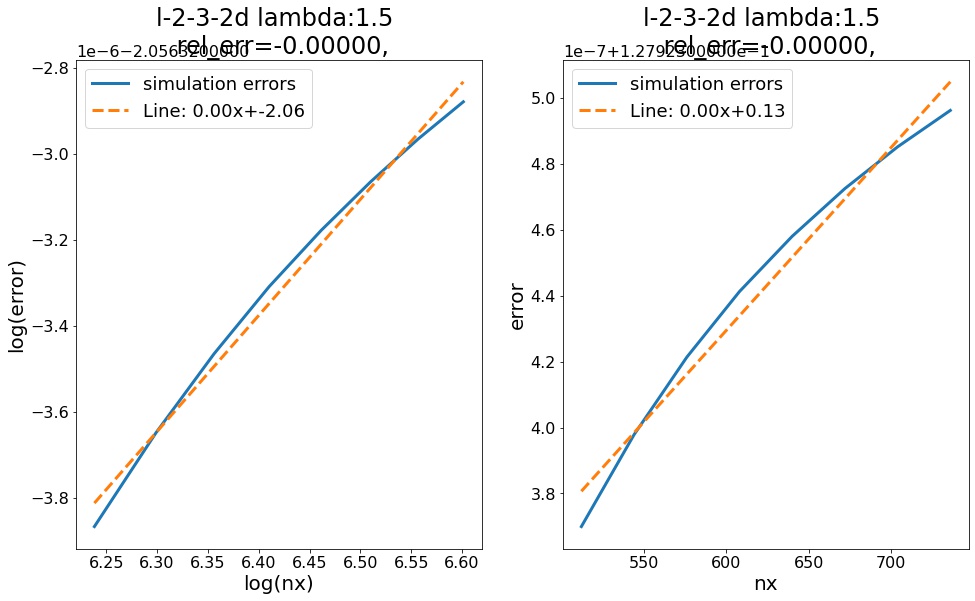 l-2-3-2d lambda:1.5
rel_err=-0.00000,
1e−6−2.0563200000
−2.8
−3.0
−3.2
−3.4
−3.6
−3.8
log(error)
simulation errors
Line: 0.00x+-2.06
6.25 6.30 6.35 6.40 6.45 6.50 6.55 6.60
log(nx)
l-2-3-2d lambda:1.5
rel_err=-0.00000,
1e−7+1.2792300000e−1
5.0
4.8
4.6
4.4
4.2
4.0
3.8
error
simulation errors
Line: 0.00x+0.13
550 600 650 700
nx